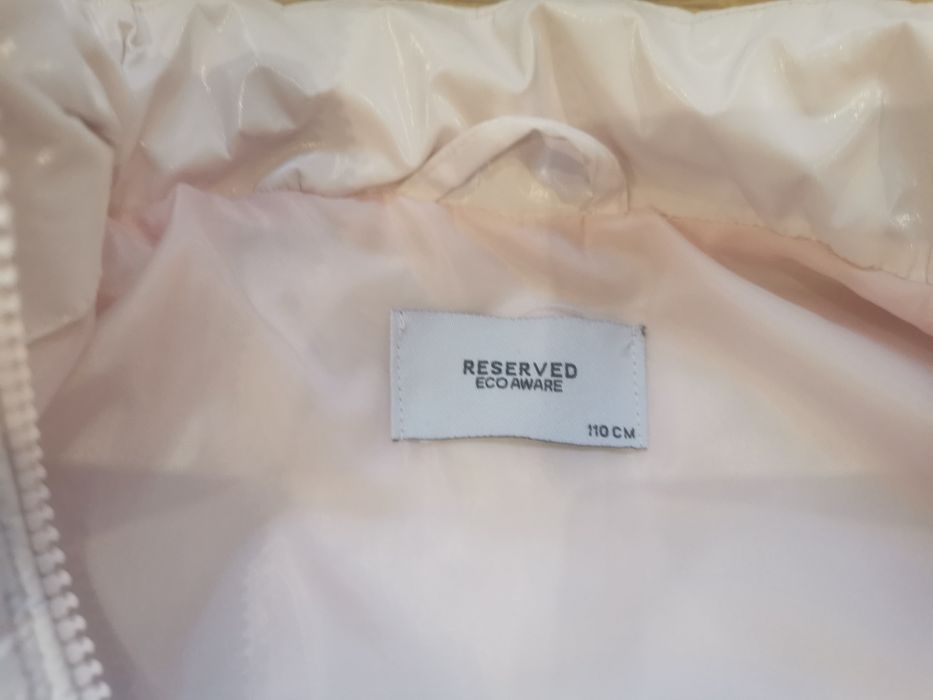 RESERVED
ECO AWARE
110 CM